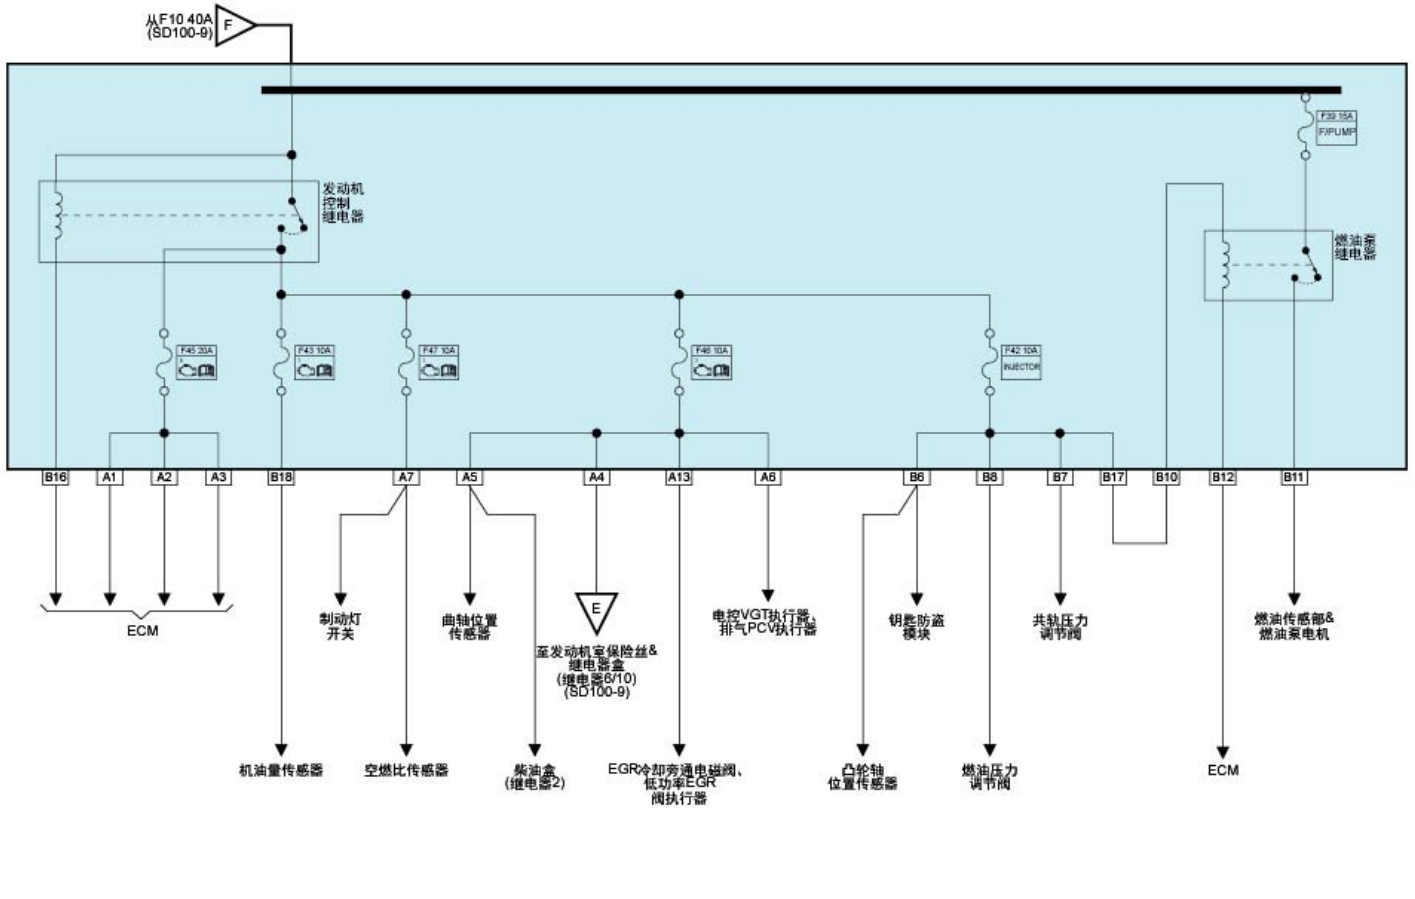 从F10 40A
(SD100-9)
F
F39 15A
F/PUMP
发动机
控制
继电器
燃油泵
继电器
F45 20A
F43 10A
F47 10A
F46 10A
F42 10A
INJECTOR
B16
A1
A2
A3
B18
A7
A5
A4
A13
A6
B6
B8
B7
B17
B10
B12
B11
ECM
制动灯
开关
曲轴位置
传感器
E
至发动机室保险丝&
继电器盒
(继电器6/10)
(SD100-9)
电控VGT执行器、
排气PCV执行器
钥匙防盗
模块
共轨压力
调节阀
燃油传感部&
燃油泵电机
机油量传感器
空燃比传感器
柴油盒
(继电器2)
EGR冷却旁通电磁阀、
低功率EGR
阀执行器
凸轮轴
位置传感器
燃油压力
调节阀
ECM